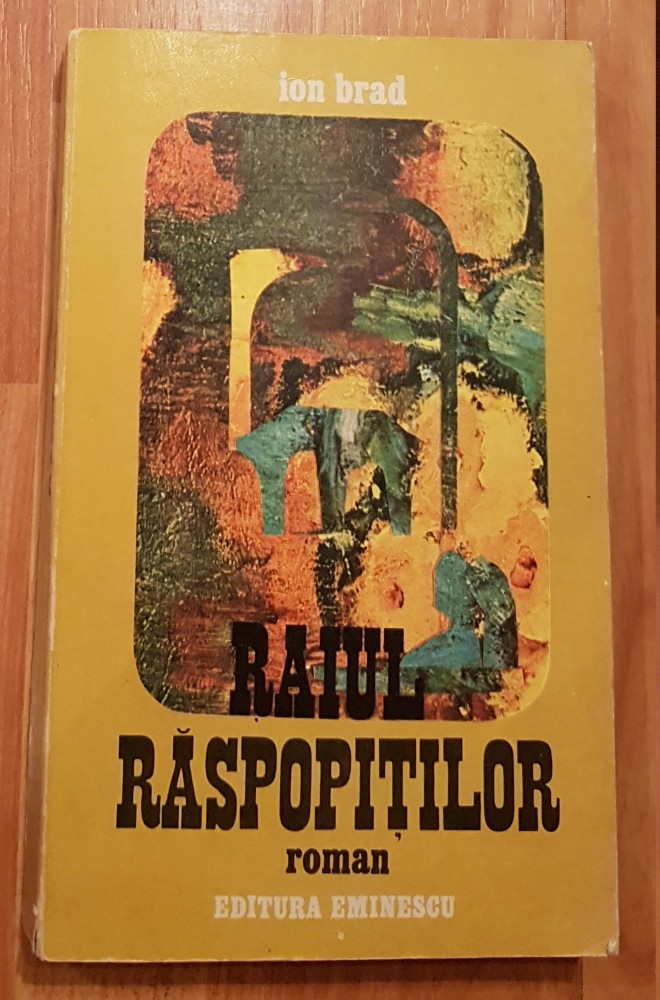 ion brad
RAIUL
RĂSPOPIȚILOR
roman
EDITURA EMINESCU